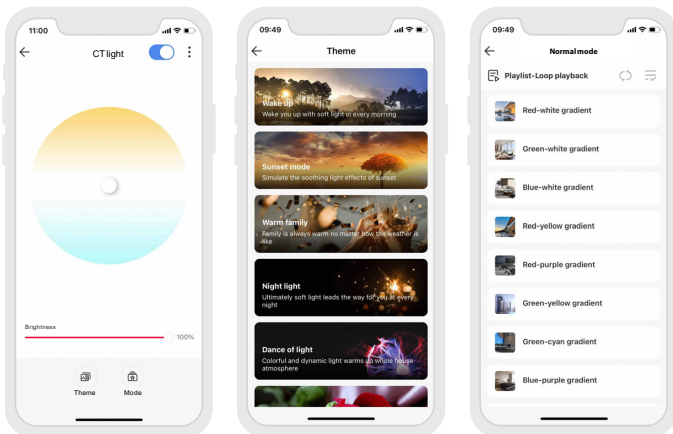 11:00
CT light
Brightness
100%
Theme
Mode
09:49
Theme
Wake up
Wake you up with soft light in every morning
Sunset mode
Simulate the soothing light effects of sunset
Warm family
Family is always warm no matter how the weather is
like
Night light
Ultimately soft light leads the way for you at every
night
Dance of light
Colorful and dynamic light warms up whole house
atmosphere
09:49
Normal mode
Playlist-Loop playback
Red-white gradient
Green-white gradient
Blue-white gradient
Red-yellow gradient
Red-purple gradient
Green-yellow gradient
Green-cyan gradient
Blue-purple gradient